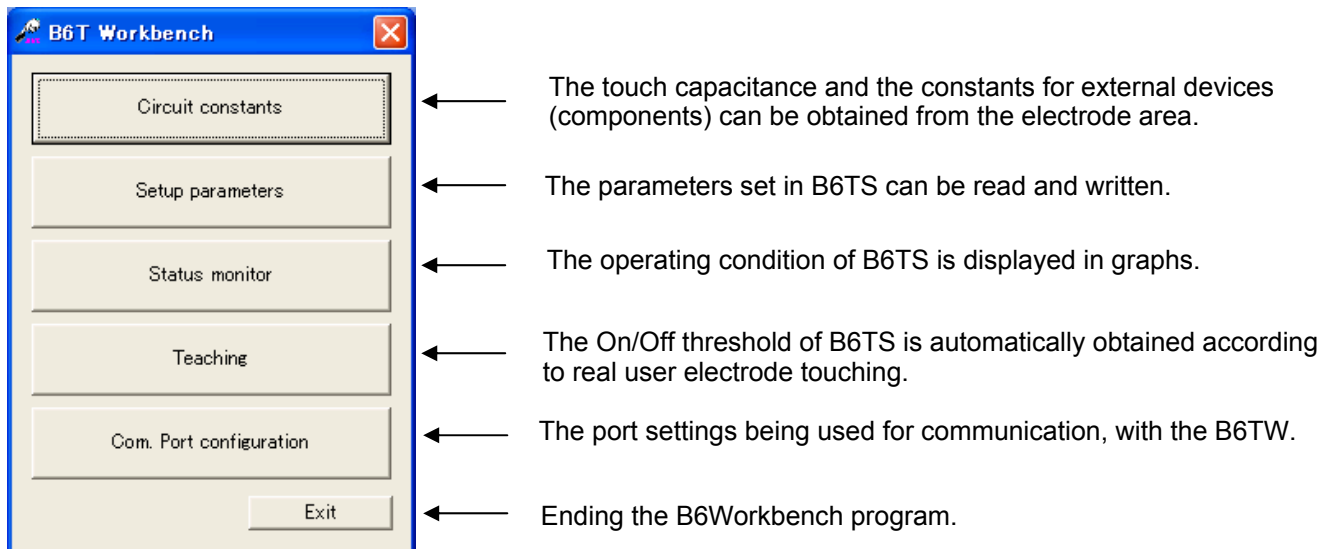 B6T Workbench
Circuit constants
The touch capacitance and the constants for external devices
(components) can be obtained from the electrode area.
Setup parameters
The parameters set in B6TS can be read and written.
Status monitor
The operating condition of B6TS is displayed in graphs.
Teaching
The On/Off threshold of B6TS is automatically obtained according
to real user electrode touching.
Com. Port configuration
The port settings being used for communication, with the B6TW.
Exit
Ending the B6Workbench program.